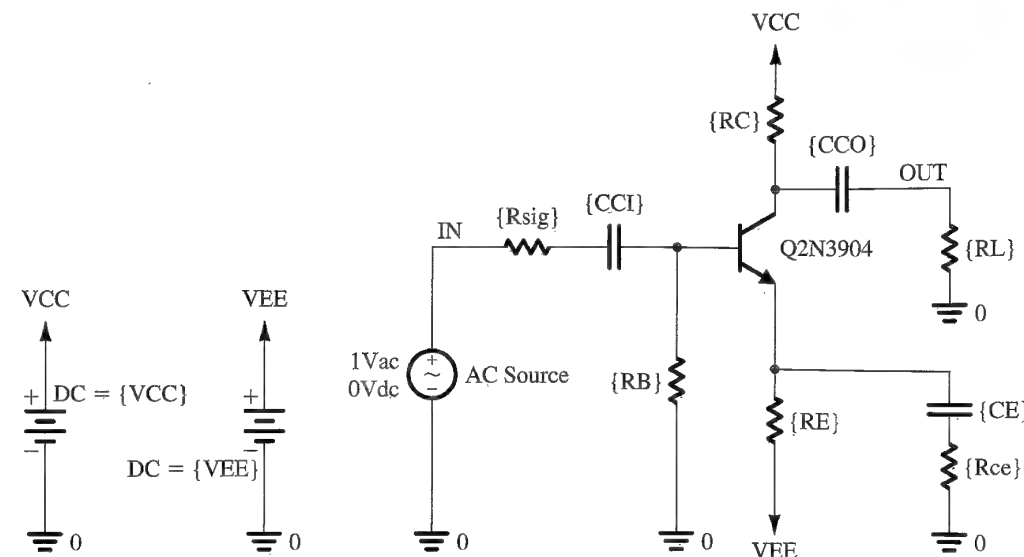 VCC
{RC}
{CCO}
OUT
{CCI}
{Rsig}
IN
Q2N3904
{RL}
0
VCC
VEE
1Vac
0Vdc
+
~
−
AC Source
{RB}
+
DC = {VCC}
−
+
DC = {VEE}
−
{RE}
{CE}
{Rce}
0
0
0
0
VEE
0